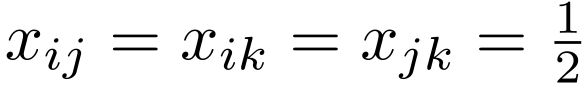 x_{ij} = x_{ik} = x_{jk} = \frac{1}{2}